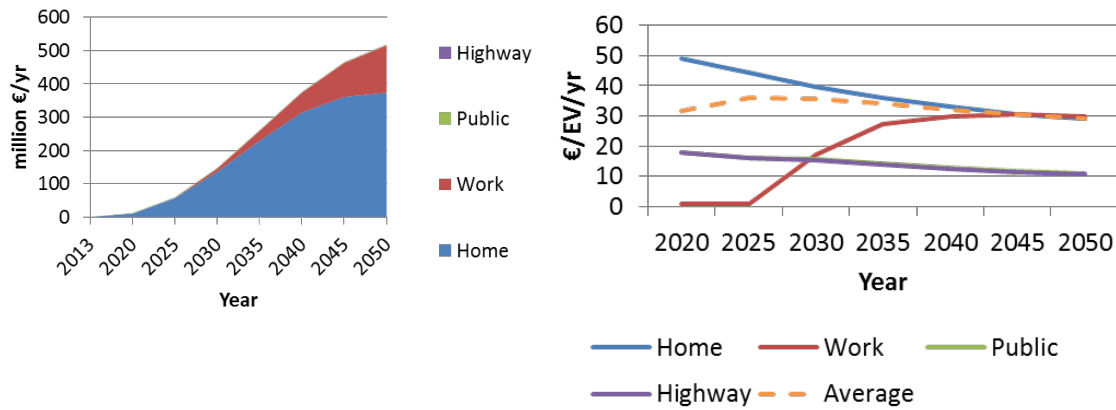 600
500
400
300
200
100
0
million €/yr
2013
2020
2025
2030
2035
2040
2045
2050
Year
Highway
Public
Work
Home
60
50
40
30
20
10
0
€/EV/yr
2020 2025 2030 2035 2040 2045 2050
Year
Home Work Public
Highway Average